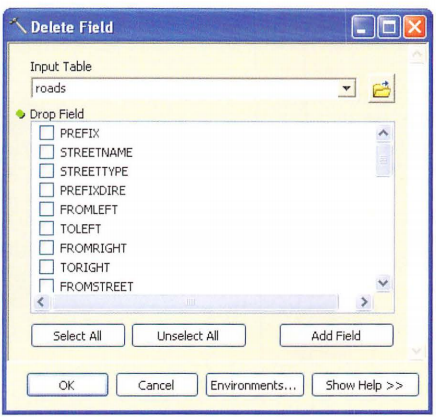 Delete Field
Input Table
roads
Drop Field
PREFIX
STREETNAME
STREETTYPE
PREFIXDIRE
FROMLEFT
TOLEFT
FROMRIGHT
TORIGHT
FROMSTREET
Select All Unselect All Add Field
OK Cancel Environments... Show Help >>